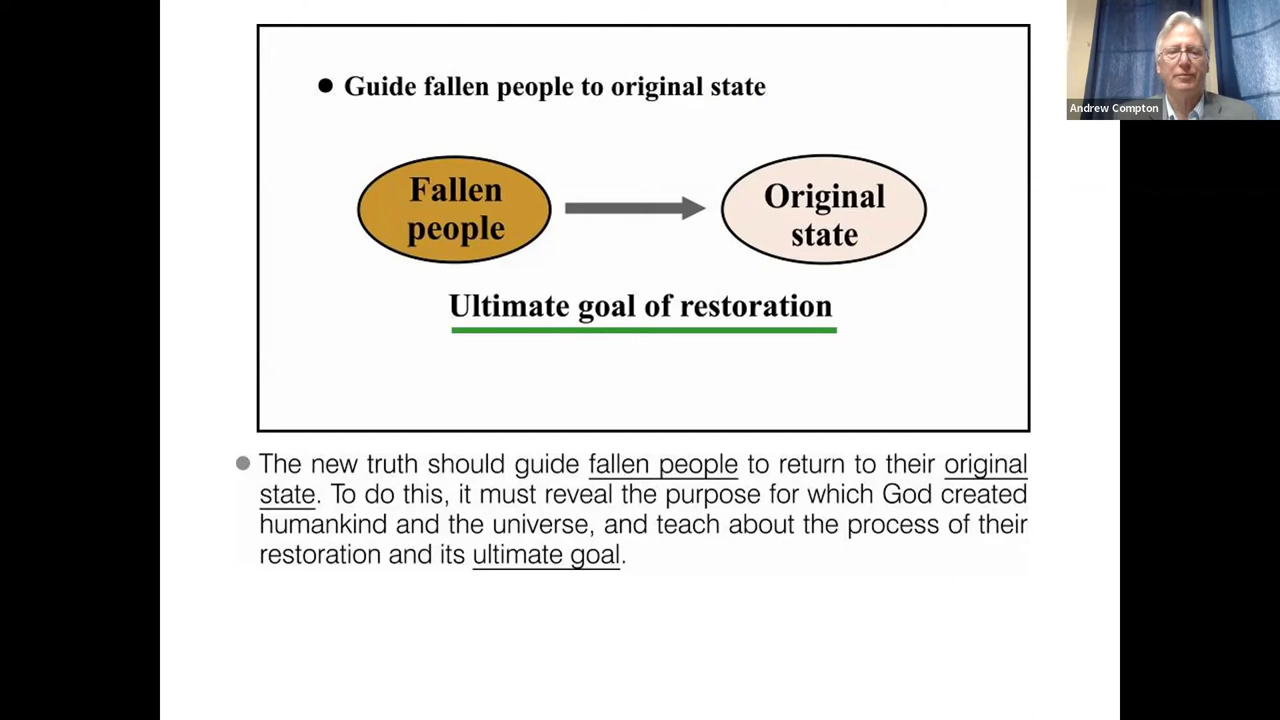 ● Guide fallen people to original state
Fallen
people
Original
state
Ultimate goal of restoration
● The new truth should guide fallen people to return to their original
state. To do this, it must reveal the purpose for which God created
humankind and the universe, and teach about the process of their
restoration and its ultimate goal.
Andrew Compton